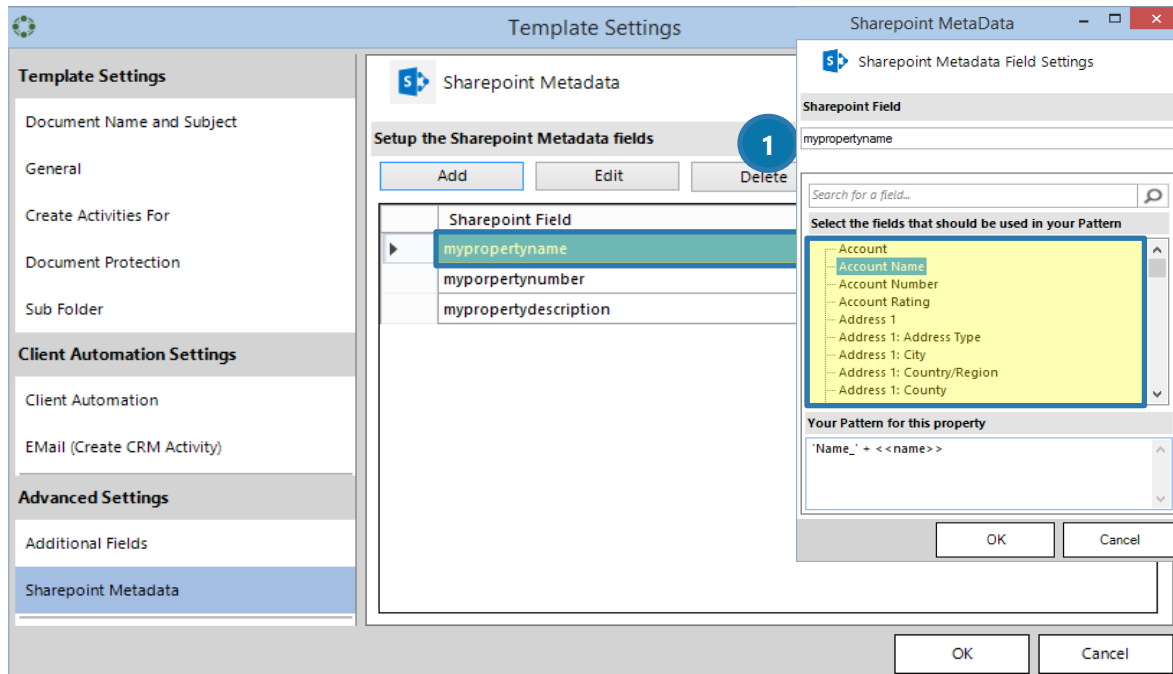 Template Settings
Template Settings
Document Name and Subject
General
Create Activities For
Document Protection
Sub Folder
Client Automation Settings
Client Automation
EMail (Create CRM Activity)
Advanced Settings
Additional Fields
Sharepoint Metadata
Sharepoint Metadata
Setup the Sharepoint Metadata fields
1
Add Edit Delete
Sharepoint Field
mypropertyname
myporpertynumber
mypropertydescription
OK Cancel
Sharepoint MetaData
S Sharepoint Metadata Field Settings
Sharepoint Field
mypropertyname
Search for a field...
Select the fields that should be used in your Pattern
Account
Account Name
Account Number
Account Rating
Address 1
Address 1: Address Type
Address 1: City
Address 1: Country/Region
Address 1: County
Your Pattern for this property
'Name_' + <<name>>
OK Cancel